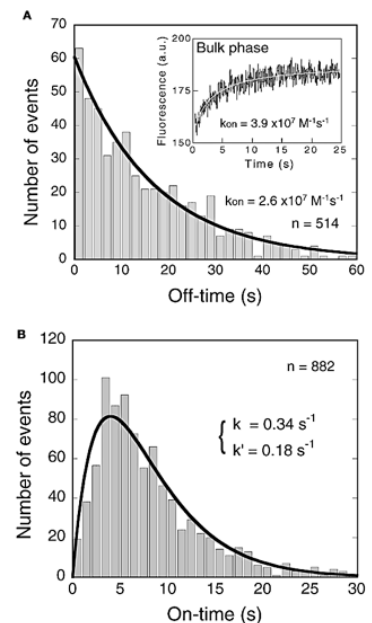 A
70
60
50
40
30
20
10
0
Number of events
0 10 20 30 40 50 60
Off-time (s)
200
175
150
Fluorescence (a.u.)
Bulk phase
kon = 3.9 x10⁷ M⁻¹s⁻¹
0 5 10 15 20 25
Time (s)
kon = 2.6 x10⁷ M⁻¹s⁻¹
n = 514
B
120
100
80
60
40
20
0
Number of events
n = 882
k = 0.34 s⁻¹
k' = 0.18 s⁻¹
0 5 10 15 20 25 30
On-time (s)